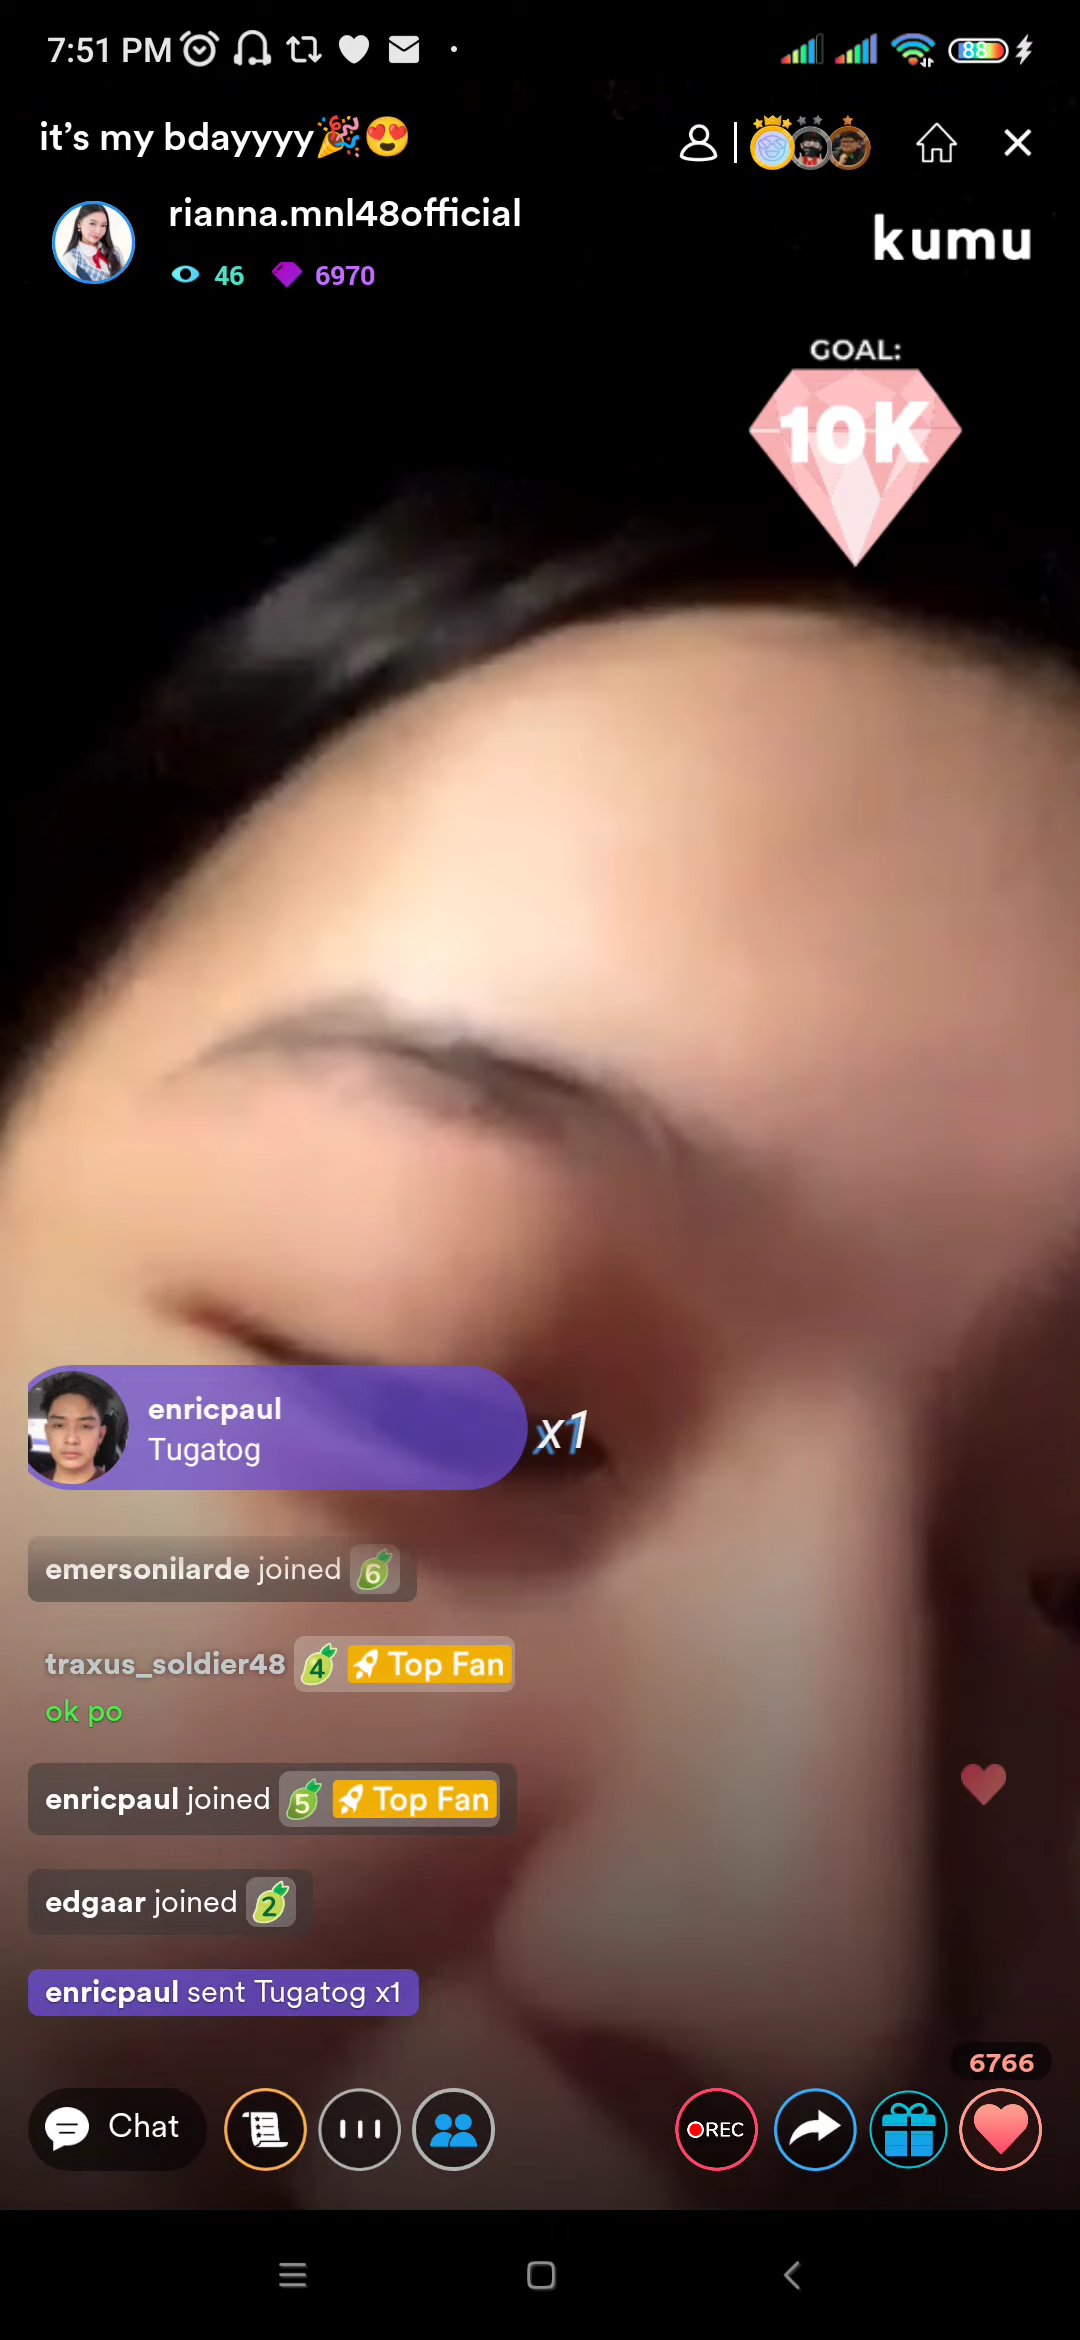 7:51 PM
88
it's my bdayyyy🎉😍
rianna.mnl48official
46 6970
kumu
GOAL:
10K
enricpaul
Tugatog
x1
emersonilarde joined 6
traxus_soldier48 4 Top Fan
ok po
enricpaul joined 5 Top Fan
edgaar joined 2
enricpaul sent Tugatog x1
6766
Chat
REC